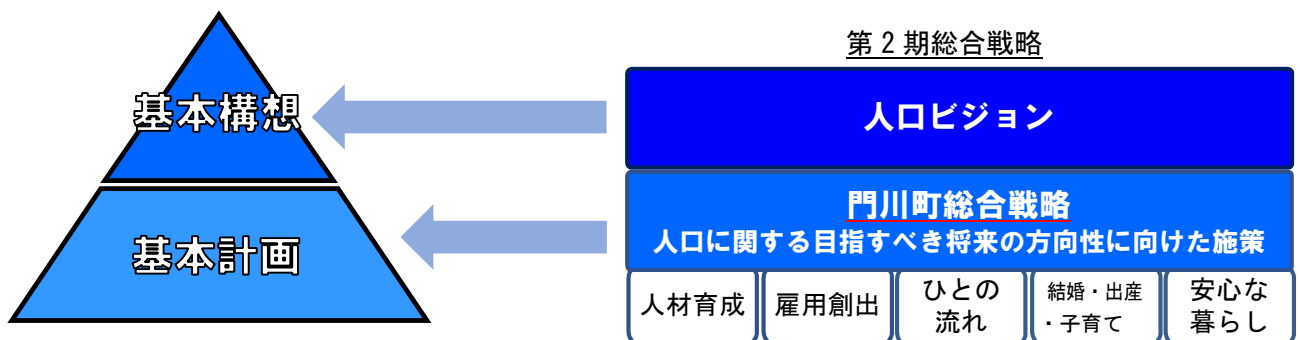 基本構想
基本計画
第2期総合戦略
人口ビジョン
門川町総合戦略
人口に関する目指すべき将来の方向性に向けた施策
人材育成
雇用創出
ひとの
流れ
結婚・出産
・子育て
安心な
暮らし